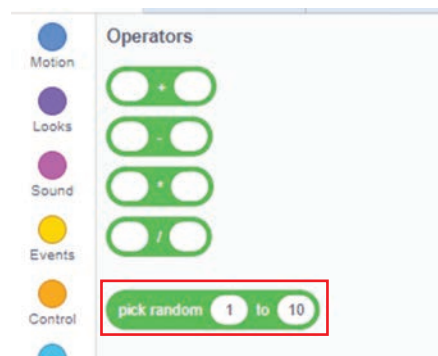 Operators
Motion
+
Looks
-
Sound
*
Events
/
Control
pick random 1 to 10